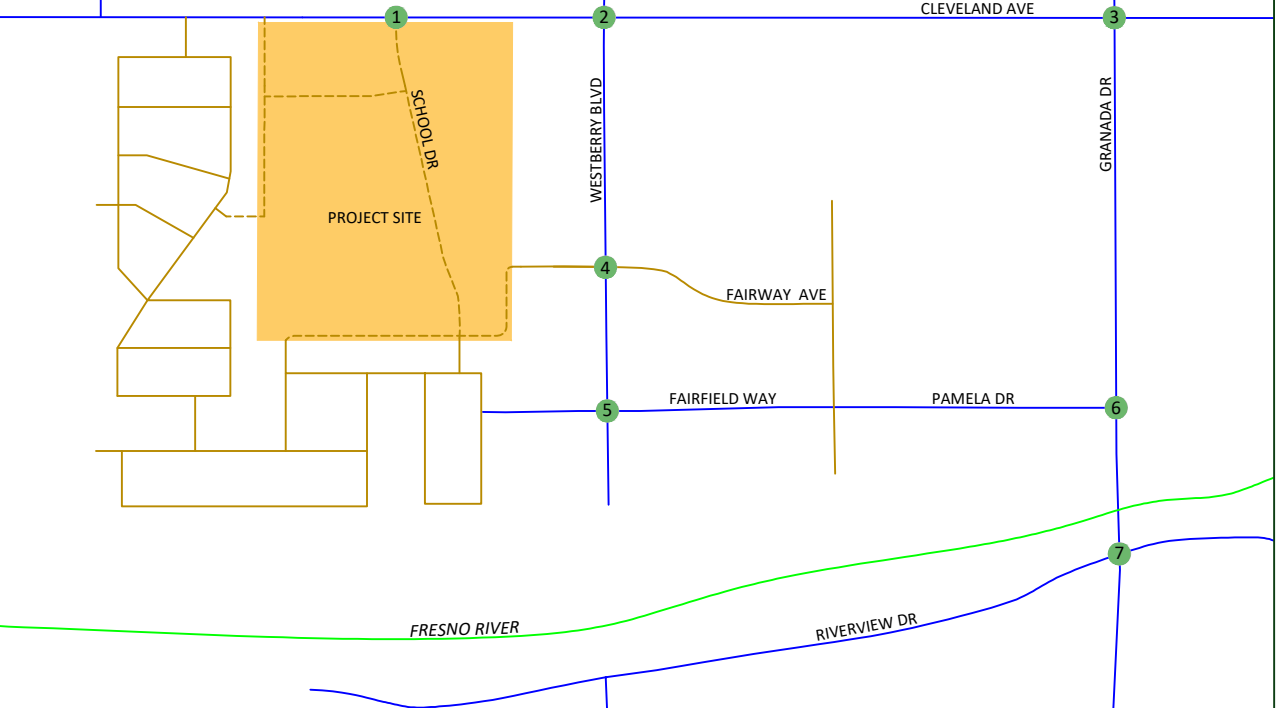 CLEVELAND AVE
1
2
3
WESTBERRY BLVD
GRANADA DR
SCHOOL DR
PROJECT SITE
4
FAIRWAY AVE
FAIRFIELD WAY
PAMELA DR
5
6
7
FRESNO RIVER
RIVERVIEW DR